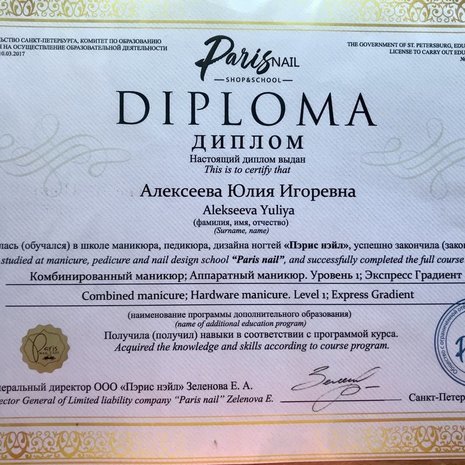 ЛЬСТВО САНКТ-ПЕТЕРБУРГА, КОМИТЕТ ПО ОБРАЗОВАНИЮ
Я НА ОСУЩЕСТВЛЕНИЕ ОБРАЗОВАТЕЛЬНОЙ ДЕЯТЕЛЬНОСТИ
10.03.2017
THE GOVERNMENT OF ST. PETERSBURG, EDU
LICENSE TO CARRY OUT EDU
№
Paris NAIL
SHOP&SCHOOL
DIPLOMA
ДИПЛОМ
Настоящий диплом выдан
This is to certify that
Алексеева Юлия Игоревна
Alekseeva Yuliya
(фамилия, имя, отчество)
(Surname, name)
лась (обучался) в школе маникюра, педикюра, дизайна ногтей «Пэрис нэйл», успешно закончила (закон
studied at manicure, pedicure and nail design school "Paris nail", and successfully completed the full course
Комбинированный маникюр; Аппаратный маникюр. Уровень 1; Экспресс Градиент
Combined manicure; Hardware manicure. Level 1; Express Gradient
(наименование программы дополнительного образования)
(name of additional education program)
Получила (получил) навыки в соответствии с программой курса.
Acquired the knowledge and skills according to course program.
PARIS
неральный директор ООО «Пэрис нэйл» Зеленова Е. А.
ector General of Limited liability company "Paris nail" Zelenova E.
Санкт-Петер